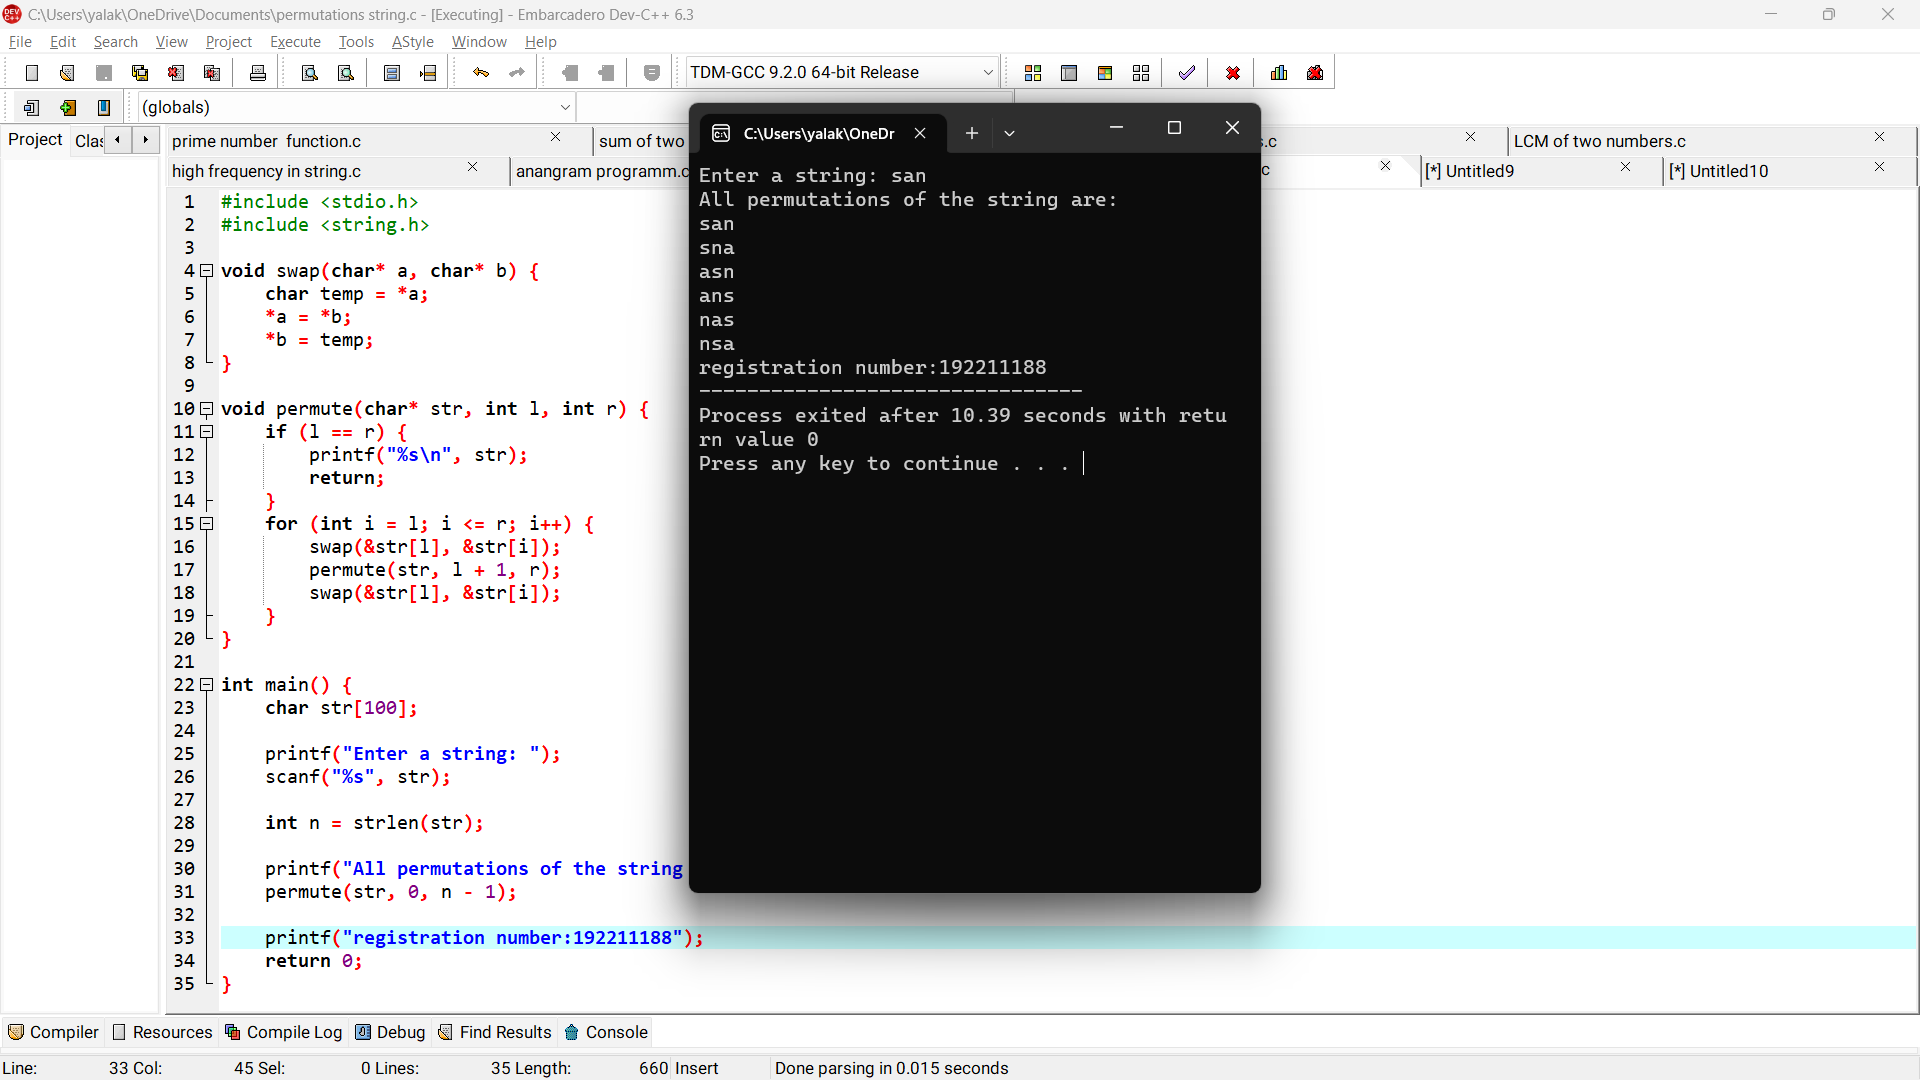 C:\Users\yalak\OneDrive\Documents\permutations string.c - [Executing] - Embarcadero Dev-C++ 6.3
File Edit Search View Project Execute Tools AStyle Window Help
TDM-GCC 9.2.0 64-bit Release
(globals)
Project Clas
prime number function.c sum of two s.c LCM of two numbers.c
high frequency in string.c anangram programm.c c [*] Untitled9 [*] Untitled10
1 #include <stdio.h>
2 #include <string.h>
3
4 void swap(char* a, char* b) {
5 char temp = *a;
6 *a = *b;
7 *b = temp;
8 }
9
10 void permute(char* str, int l, int r) {
11 if (l == r) {
12 printf("%s\n", str);
13 return;
14 }
15 for (int i = l; i <= r; i++) {
16 swap(&str[l], &str[i]);
17 permute(str, l + 1, r);
18 swap(&str[l], &str[i]);
19 }
20 }
21
22 int main() {
23 char str[100];
24
25 printf("Enter a string: ");
26 scanf("%s", str);
27
28 int n = strlen(str);
29
30 printf("All permutations of the string
31 permute(str, 0, n - 1);
32
33 printf("registration number:192211188");
34 return 0;
35 }
C:\Users\yalak\OneDr
Enter a string: san
All permutations of the string are:
san
sna
asn
ans
nas
nsa
registration number:192211188
--------------------------------
Process exited after 10.39 seconds with retu
rn value 0
Press any key to continue . . .
Compiler Resources Compile Log Debug Find Results Console
Line: 33 Col: 45 Sel: 0 Lines: 35 Length: 660 Insert Done parsing in 0.015 seconds